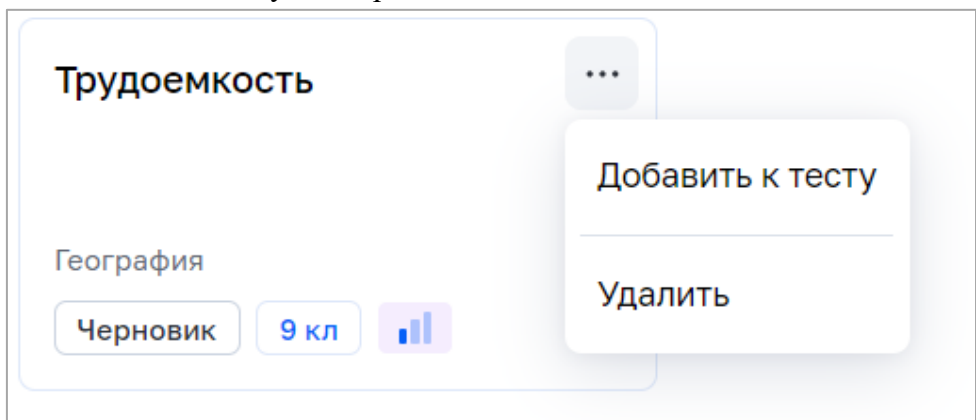 Трудоемкость
...
Добавить к тесту
География
Удалить
Черновик
9 кл